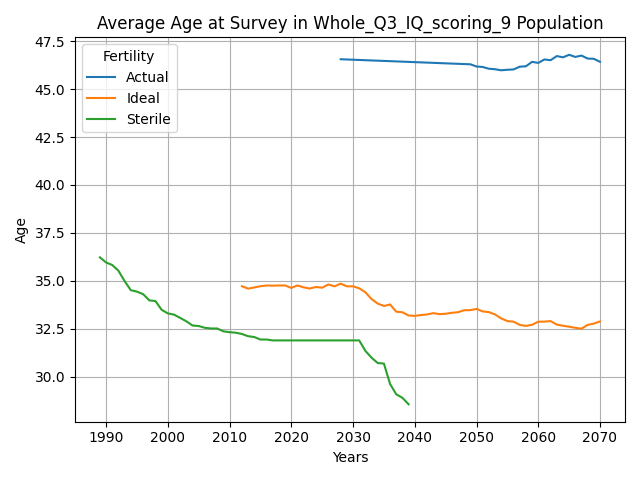 Average Age at Survey in Whole_Q3_IQ_scoring_9 Population
47.5
45.0
42.5
40.0
37.5
35.0
32.5
30.0
Age
Fertility
Actual
Ideal
Sterile
1990 2000 2010 2020 2030 2040 2050 2060 2070
Years